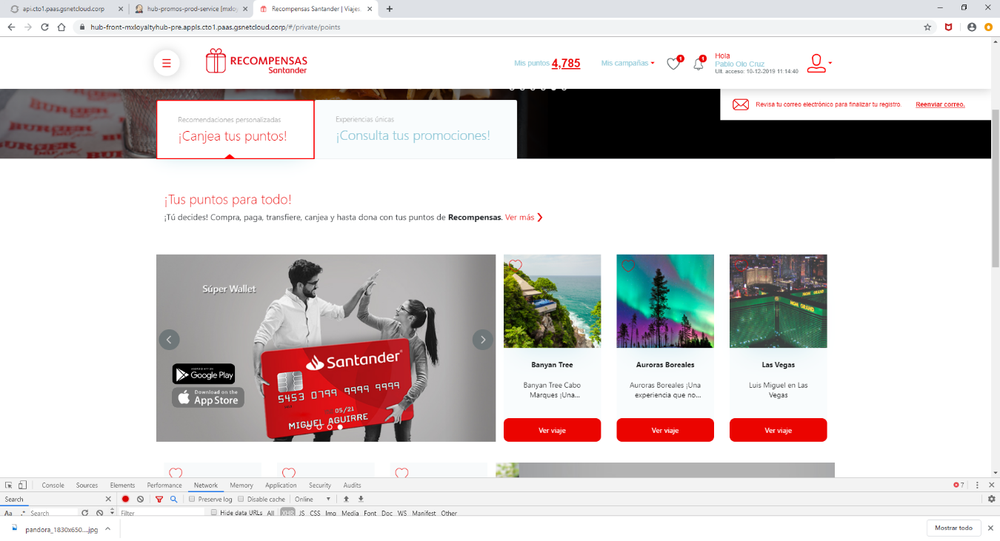 api.cto1.paas.gsnetcloud.corp
hub-promos-prod-service [mxloy
Recompensas Santander | Viajes,
hub-front-mxloyaltyhub-pre.appls.cto1.paas.gsnetcloud.corp/#/private/points
RECOMPENSAS
Santander
Mis puntos 4,785
Mis campañas
1
1
Hola
Pablo Olo Cruz
Ult. acceso: 10-12-2019 11:14:40
Revisa tu correo electrónico para finalizar tu registro. Reenviar correo.
BURGER
BURGER
Recomendaciones personalizadas
¡Canjea tus puntos!
Experiencias únicas
¡Consulta tus promociones!
¡Tus puntos para todo!
¡Tú decides! Compra, paga, transfiere, canjea y hasta dona con tus puntos de Recompensas. Ver más
Súper Wallet
Google Play
Download on the
App Store
Santander
5453 0799 9999 9999
05/21
MIGUEL AGUIRRE
MGM GRAND
MGM GRAND
Banyan Tree
Banyan Tree Cabo
Marques ¡Una...
Ver viaje
Auroras Boreales
Auroras Boreales ¡Una
experiencia que no...
Ver viaje
Las Vegas
Luis Miguel en Las
Vegas
Ver viaje
Console Sources Elements Performance Network Memory Application Security Audits
7
Search
Preserve log Disable cache Online
Aa .* Search
Filter
Hide data URLs All XHR JS CSS Img Media Font Doc WS Manifest Other
pandora_1830x650....jpg
Mostrar todo